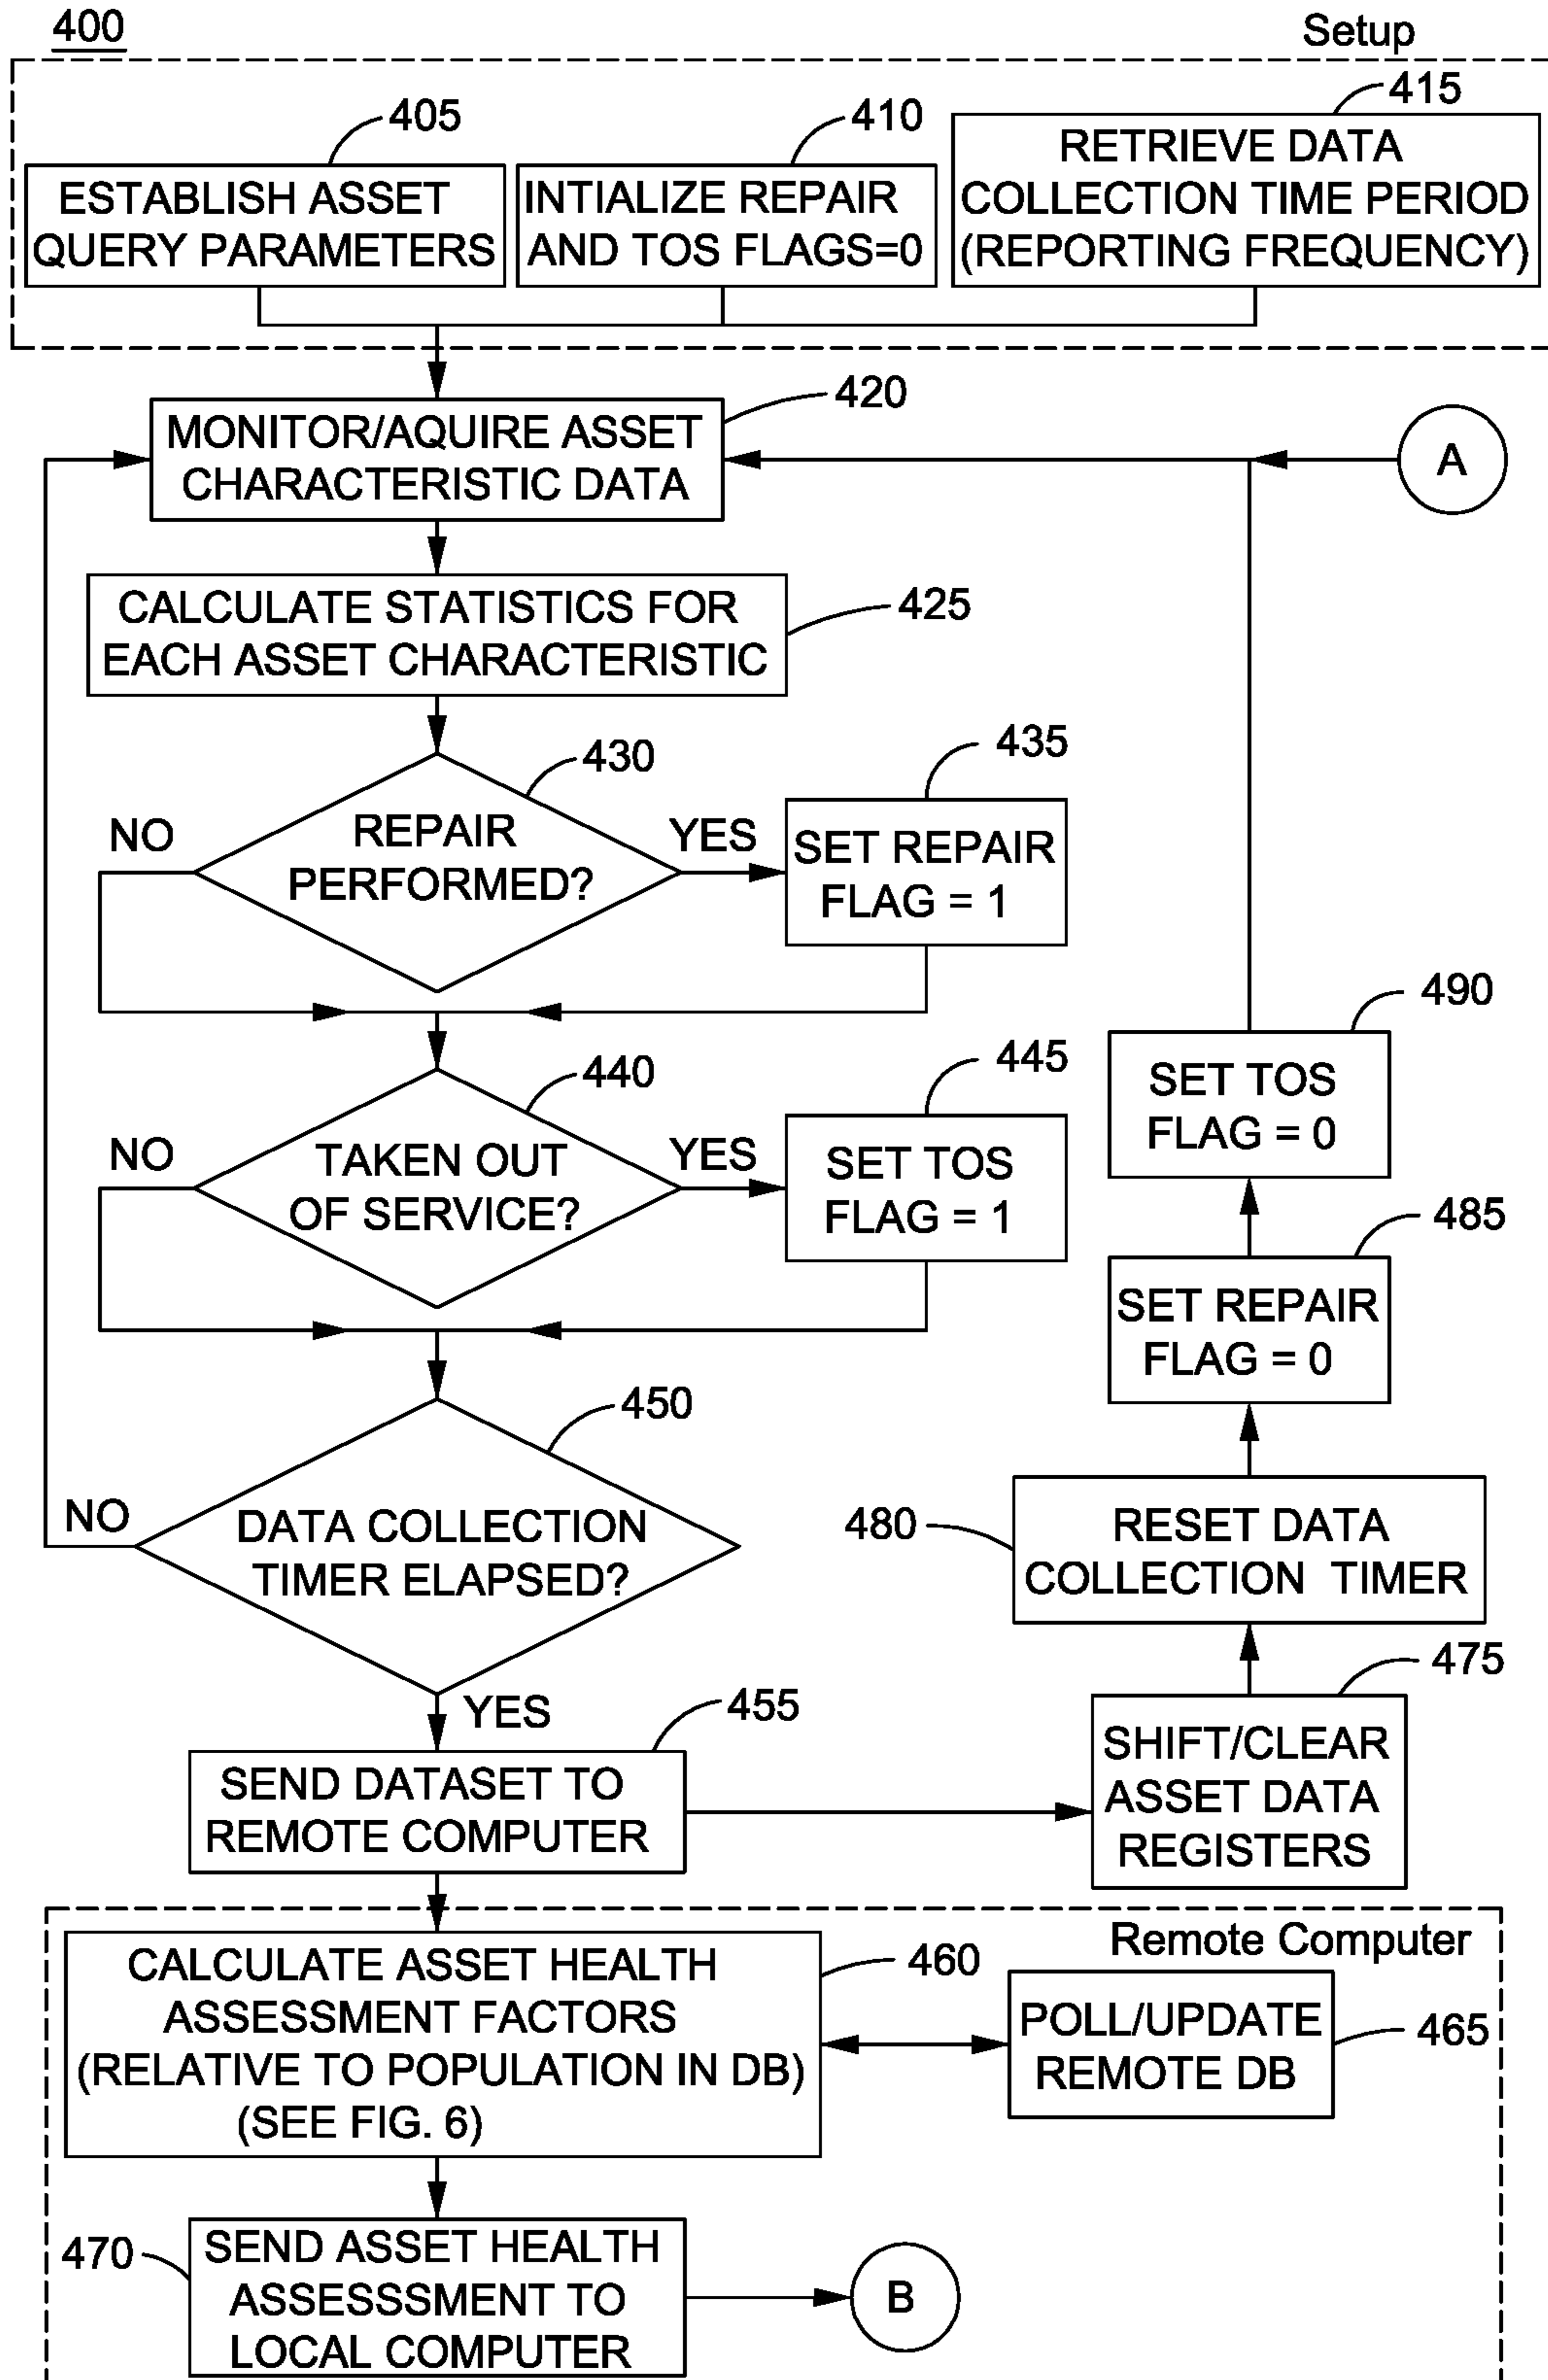 400
Setup
405
410
415
ESTABLISH ASSET
QUERY PARAMETERS
INTIALIZE REPAIR
AND TOS FLAGS=0
RETRIEVE DATA
COLLECTION TIME PERIOD
(REPORTING FREQUENCY)
420
MONITOR/AQUIRE ASSET
CHARACTERISTIC DATA
A
425
CALCULATE STATISTICS FOR
EACH ASSET CHARACTERISTIC
430
435
NO
REPAIR
PERFORMED?
YES
SET REPAIR
FLAG = 1
440
445
NO
TAKEN OUT
OF SERVICE?
YES
SET TOS
FLAG = 1
490
SET TOS
FLAG = 0
485
SET REPAIR
FLAG = 0
450
NO
DATA COLLECTION
TIMER ELAPSED?
480
RESET DATA
COLLECTION TIMER
YES
455
475
SEND DATASET TO
REMOTE COMPUTER
SHIFT/CLEAR
ASSET DATA
REGISTERS
Remote Computer
CALCULATE ASSET HEALTH
ASSESSMENT FACTORS
(RELATIVE TO POPULATION IN DB)
(SEE FIG. 6)
460
POLL/UPDATE
REMOTE DB
465
470
SEND ASSET HEALTH
ASSESSSMENT TO
LOCAL COMPUTER
B